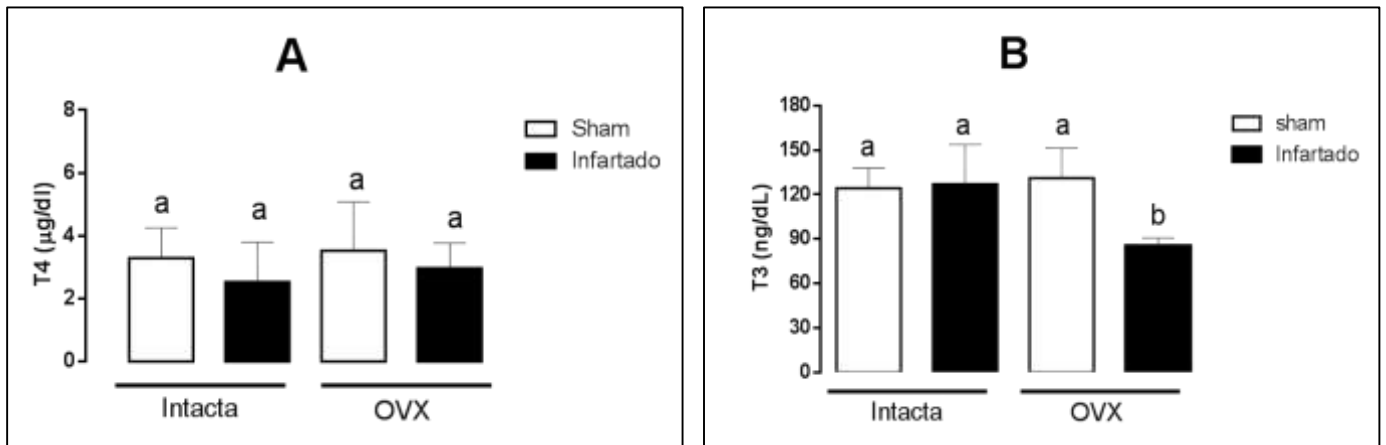 A
8
6
4
2
0
T4 (µg/dl)
a
a
a
a
Sham
Infartado
Intacta
OVX
B
180
150
120
90
60
30
0
T3 (ng/dL)
a
a
a
b
sham
Infartado
Intacta
OVX